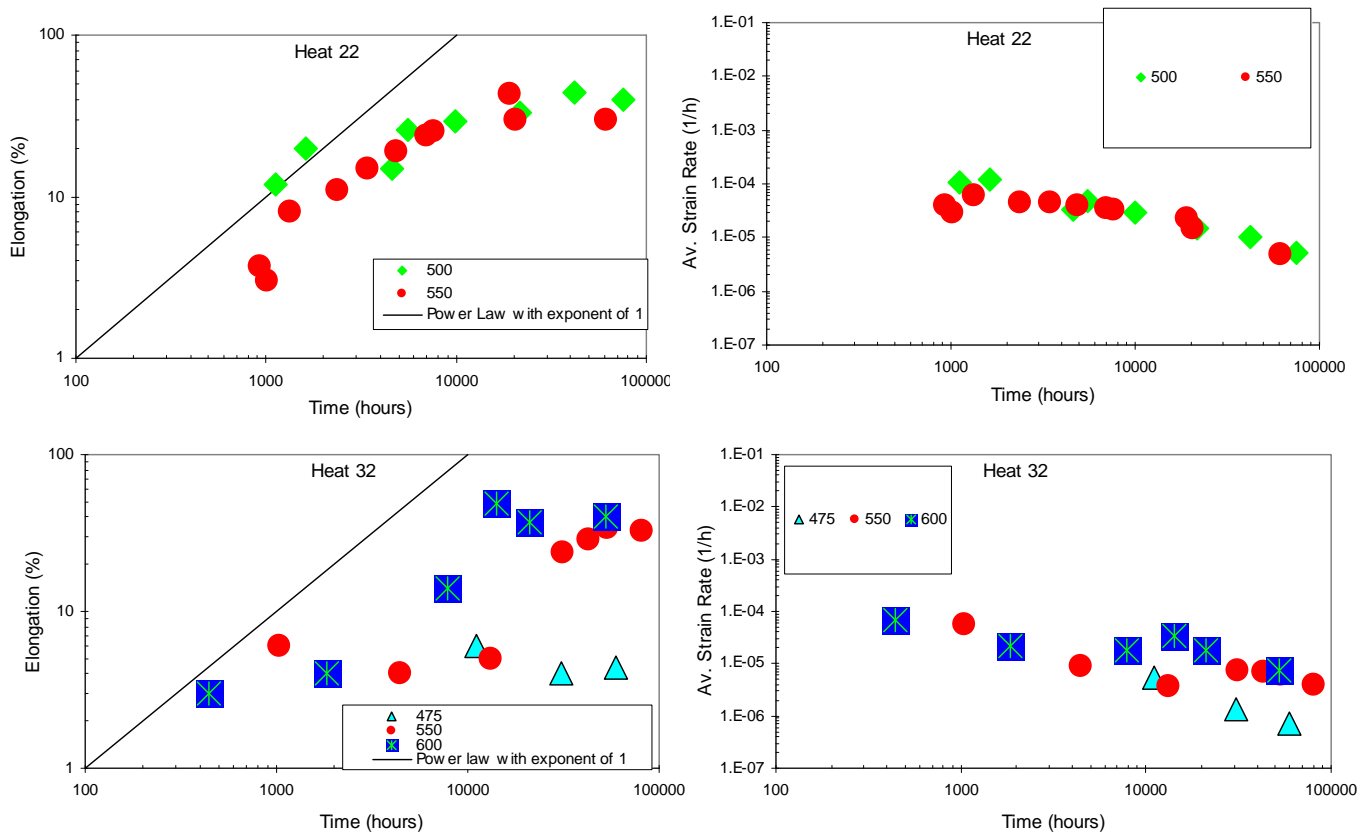 Heat 22
Elongation (%)
100
10
1
500
550
Power Law with exponent of 1
100
1000
10000
100000
Time (hours)
Heat 22
500
550
Av. Strain Rate (1/h)
1.E-01
1.E-02
1.E-03
1.E-04
1.E-05
1.E-06
1.E-07
100
1000
10000
100000
Time (hours)
Heat 32
Elongation (%)
100
10
1
475
550
600
Power law with exponent of 1
100
1000
10000
100000
Time (hours)
Heat 32
475 550 600
Av. Strain Rate (1/h)
1.E-01
1.E-02
1.E-03
1.E-04
1.E-05
1.E-06
1.E-07
100
1000
10000
100000
Time (hours)